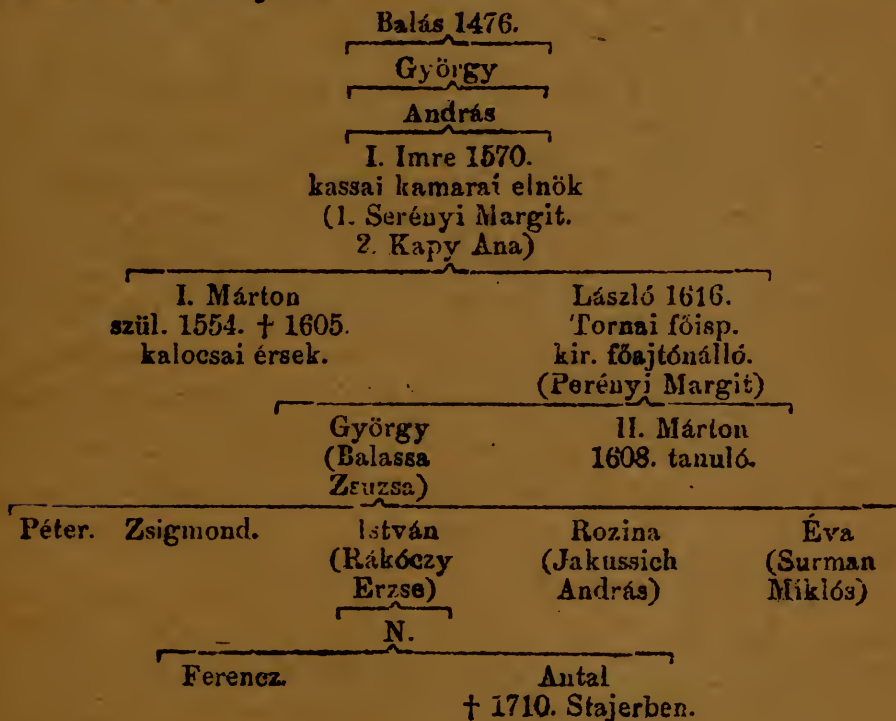 Balás 1476.
György
András
I. Imre 1570.
kassai kamarai elnök
(1. Serényi Margit.
2. Kapy Ana)
I. Márton László 1616.
szül. 1554. † 1605. Tornai főisp.
kalocsai érsek. kir. főajtónálló.
(Perényi Margit)
György II. Márton
(Balassa 1608. tanuló.
Zsuzsa)
Péter. Zsigmond. István Rozina Éva
(Rákóczy (Jakussich (Surman
Erzse) András) Miklós)
N.
Ferencz. Antal
† 1710. Stajerben.